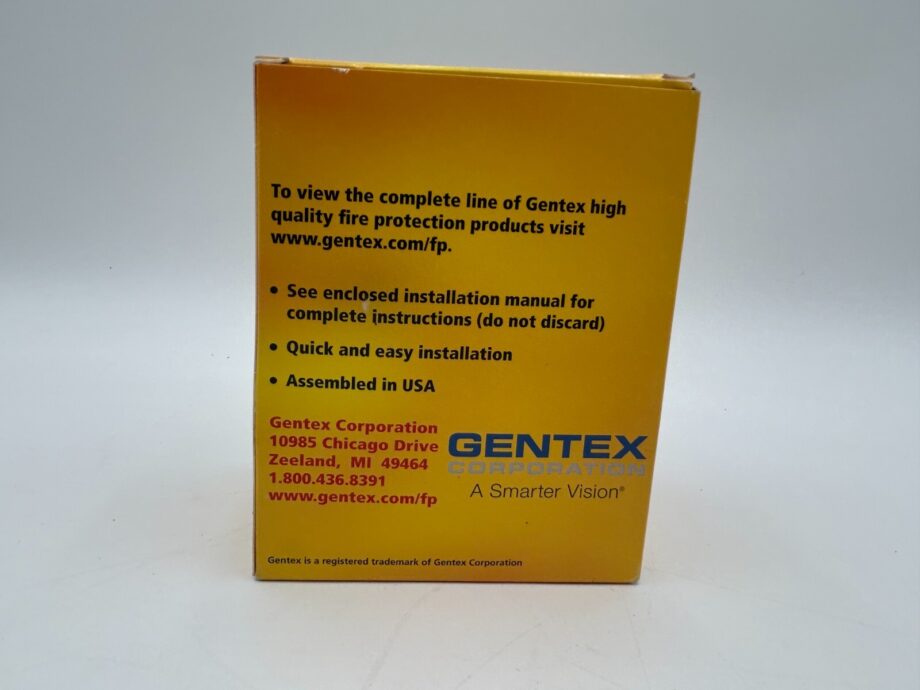 To view the complete line of Gentex high
quality fire protection products visit
www.gentex.com/fp.
• See enclosed installation manual for
complete instructions (do not discard)
• Quick and easy installation
• Assembled in USA
Gentex Corporation
10985 Chicago Drive
Zeeland, MI 49464
1.800.436.8391
www.gentex.com/fp
GENTEX
CORPORATION
A Smarter Vision®
Gentex is a registered trademark of Gentex Corporation